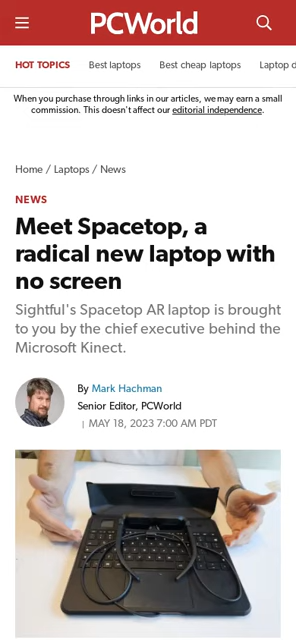 PCWorld
HOT TOPICS Best laptops Best cheap laptops Laptop d
When you purchase through links in our articles, we may earn a small
commission. This doesn't affect our editorial independence.
Home / Laptops / News
NEWS
Meet Spacetop, a
radical new laptop with
no screen
Sightful's Spacetop AR laptop is brought
to you by the chief executive behind the
Microsoft Kinect.
By Mark Hachman
Senior Editor, PCWorld
| MAY 18, 2023 7:00 AM PDT